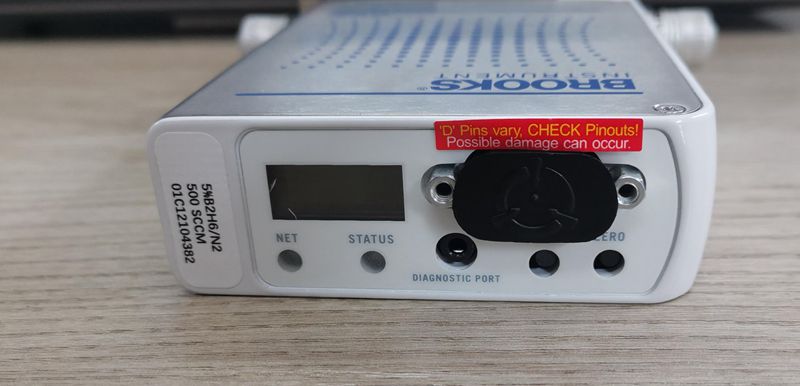 BROOKS®
INSTRUMENT
'D' Pins vary, CHECK Pinouts!
Possible damage can occur.
5%B2H6/N2
500 SCCM
01C12104382
NET
STATUS
DIAGNOSTIC PORT